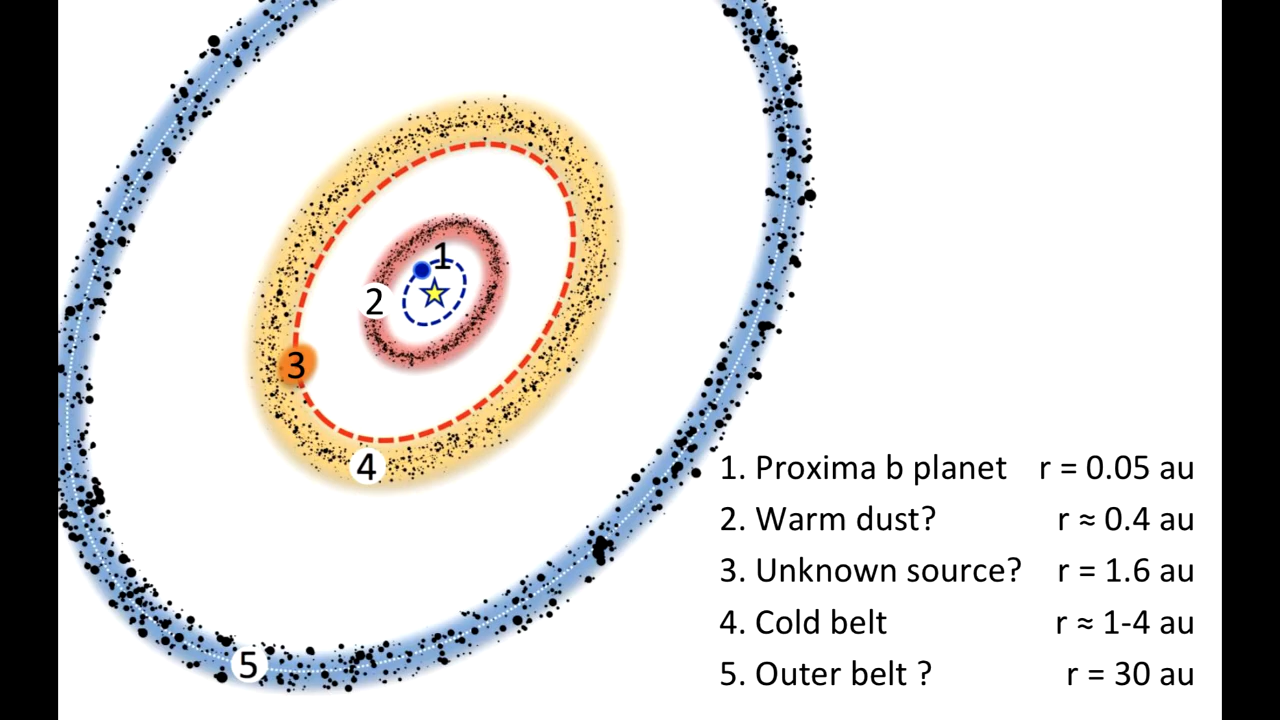 1
2
3
4
5
1. Proxima b planet r = 0.05 au
2. Warm dust? r ≈ 0.4 au
3. Unknown source? r = 1.6 au
4. Cold belt r ≈ 1-4 au
5. Outer belt ? r = 30 au